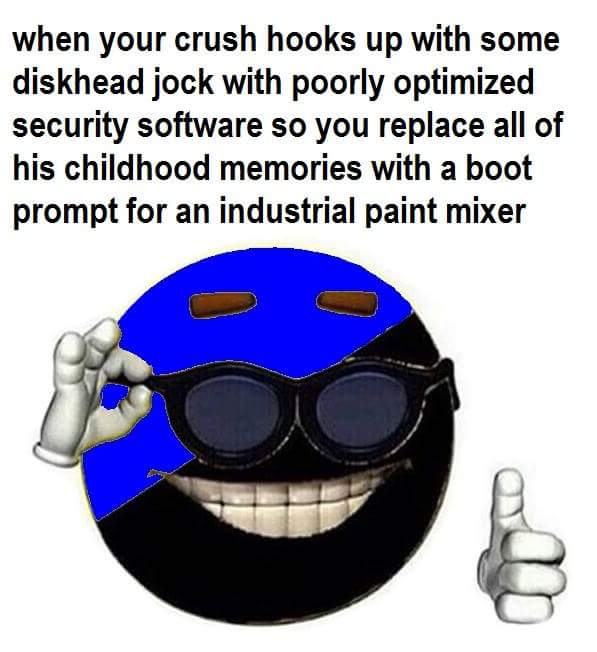 when your crush hooks up with some
diskhead jock with poorly optimized
security software so you replace all of
his childhood memories with a boot
prompt for an industrial paint mixer